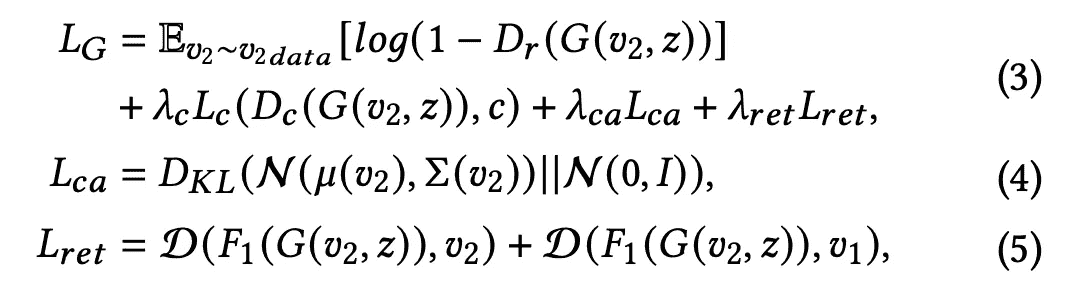 L_G = 𝔼_{v_2∼v_{2data}}[log(1 − D_r(G(v_2, z))]
+ λ_c L_c(D_c(G(v_2, z)), c) + λ_{ca} L_{ca} + λ_{ret} L_{ret}, (3)
L_{ca} = D_{KL}(𝒩(μ(v_2), Σ(v_2))||𝒩(0, I)), (4)
L_{ret} = 𝒟(F_1(G(v_2, z)), v_2) + 𝒟(F_1(G(v_2, z)), v_1), (5)